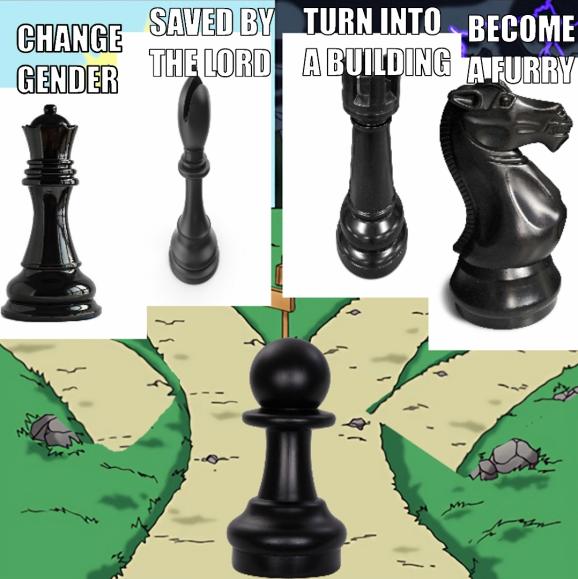 CHANGE
GENDER
SAVED BY
THE LORD
TURN INTO
A BUILDING
BECOME
A FURRY